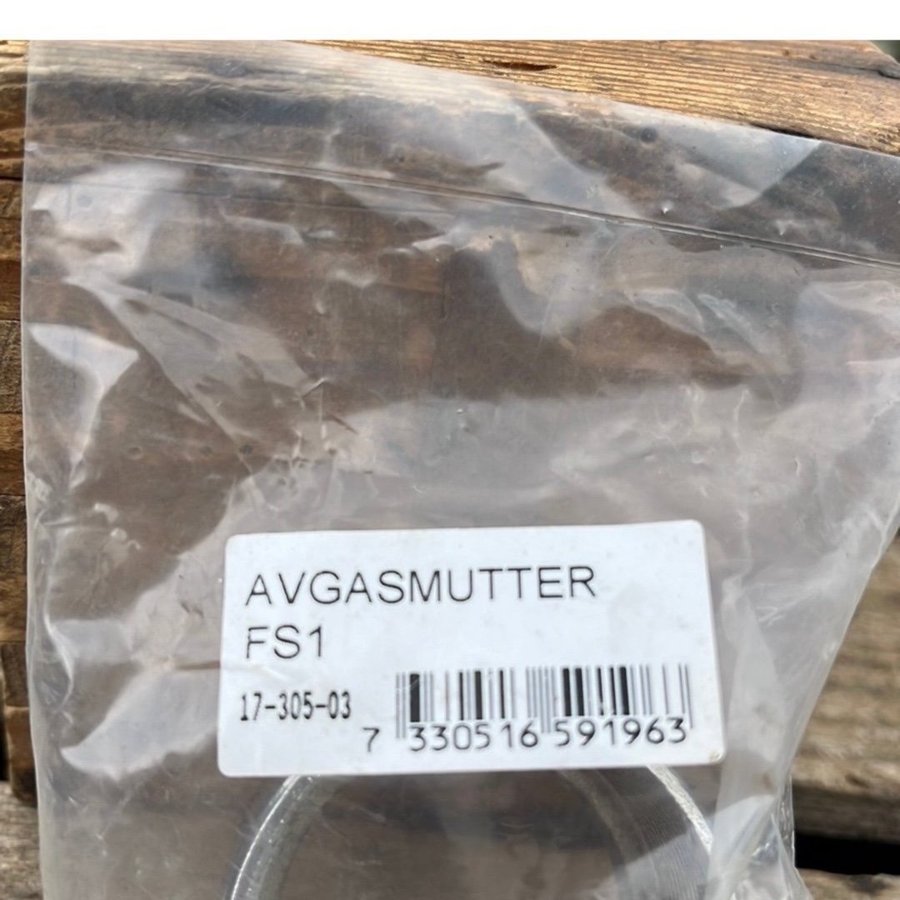 AVGASMUTTER
FS1
17-305-03
7 330516 591963